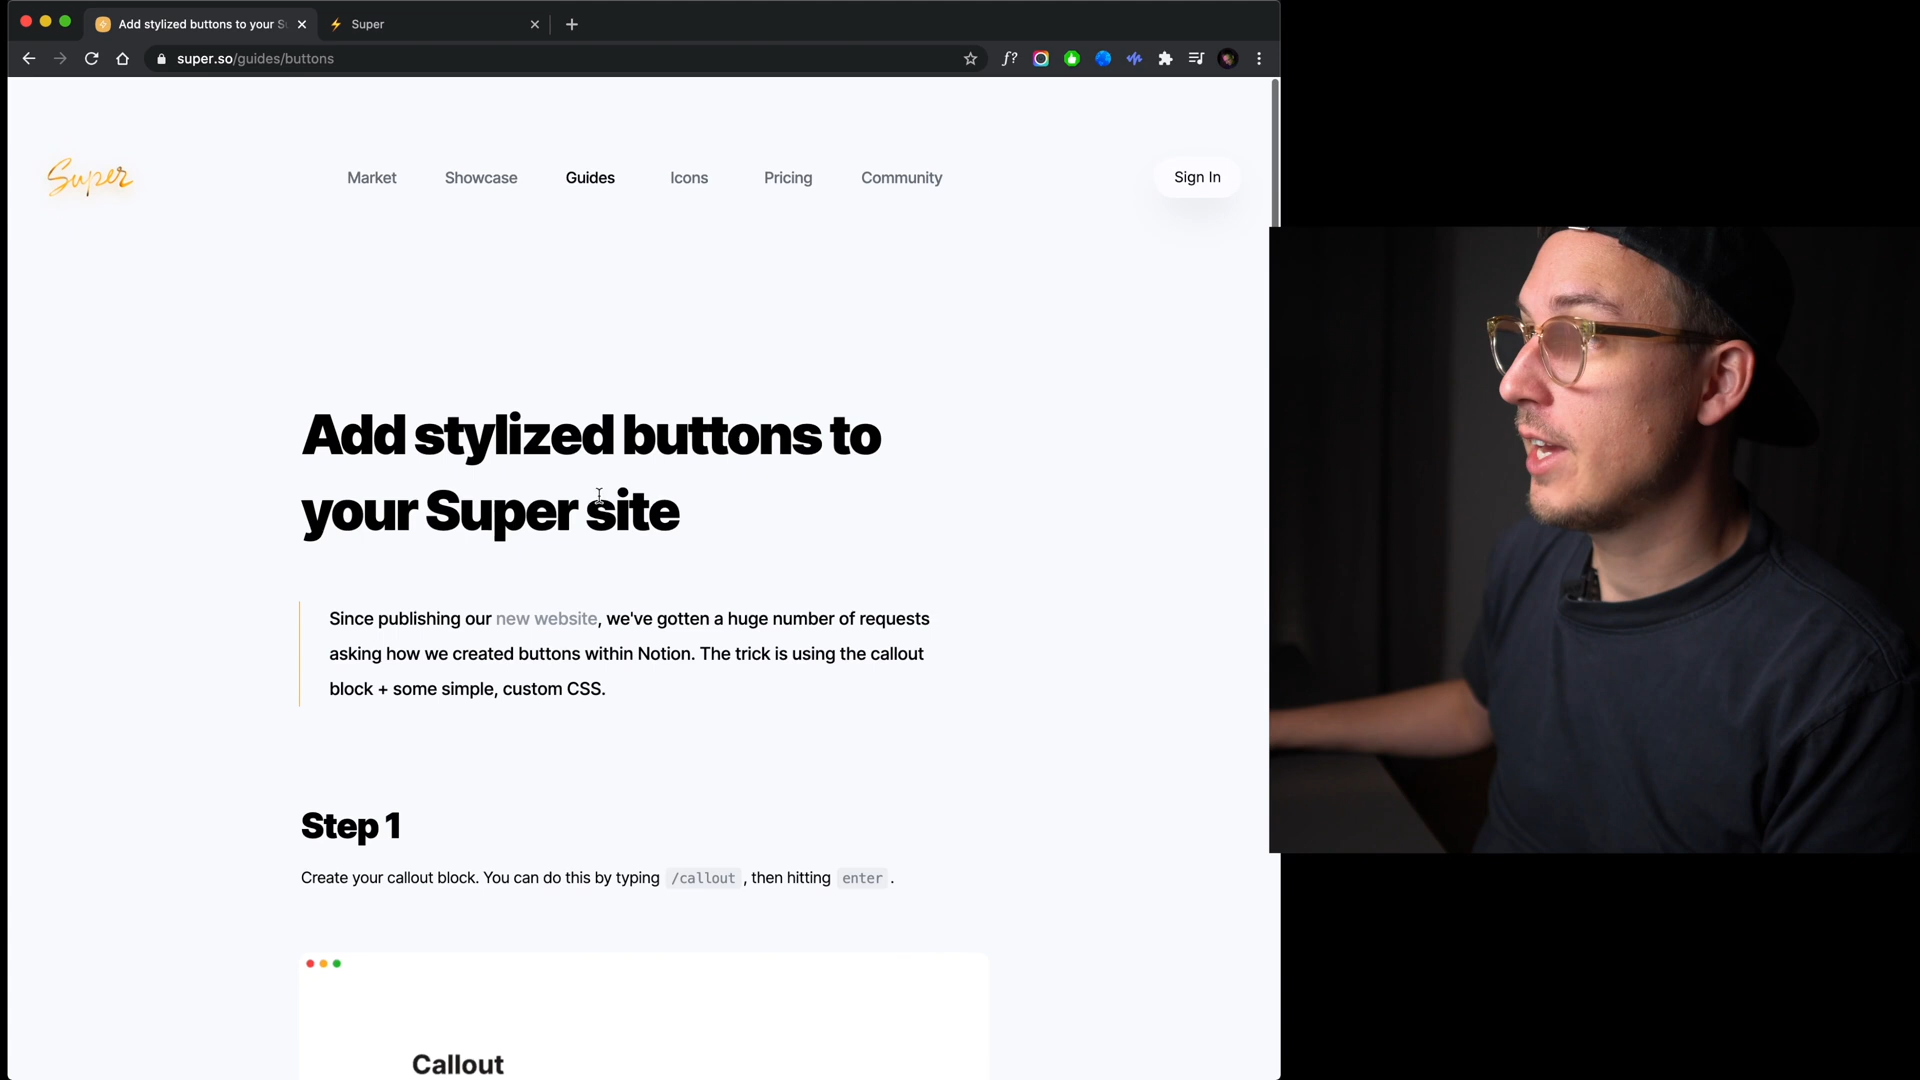 Add stylized buttons to your S
Super
super.so/guides/buttons
f?
Super
Market
Showcase
Guides
Icons
Pricing
Community
Sign In
Add stylized buttons to
your Super site
Since publishing our new website, we've gotten a huge number of requests
asking how we created buttons within Notion. The trick is using the callout
block + some simple, custom CSS.
Step 1
Create your callout block. You can do this by typing /callout , then hitting enter .
Callout